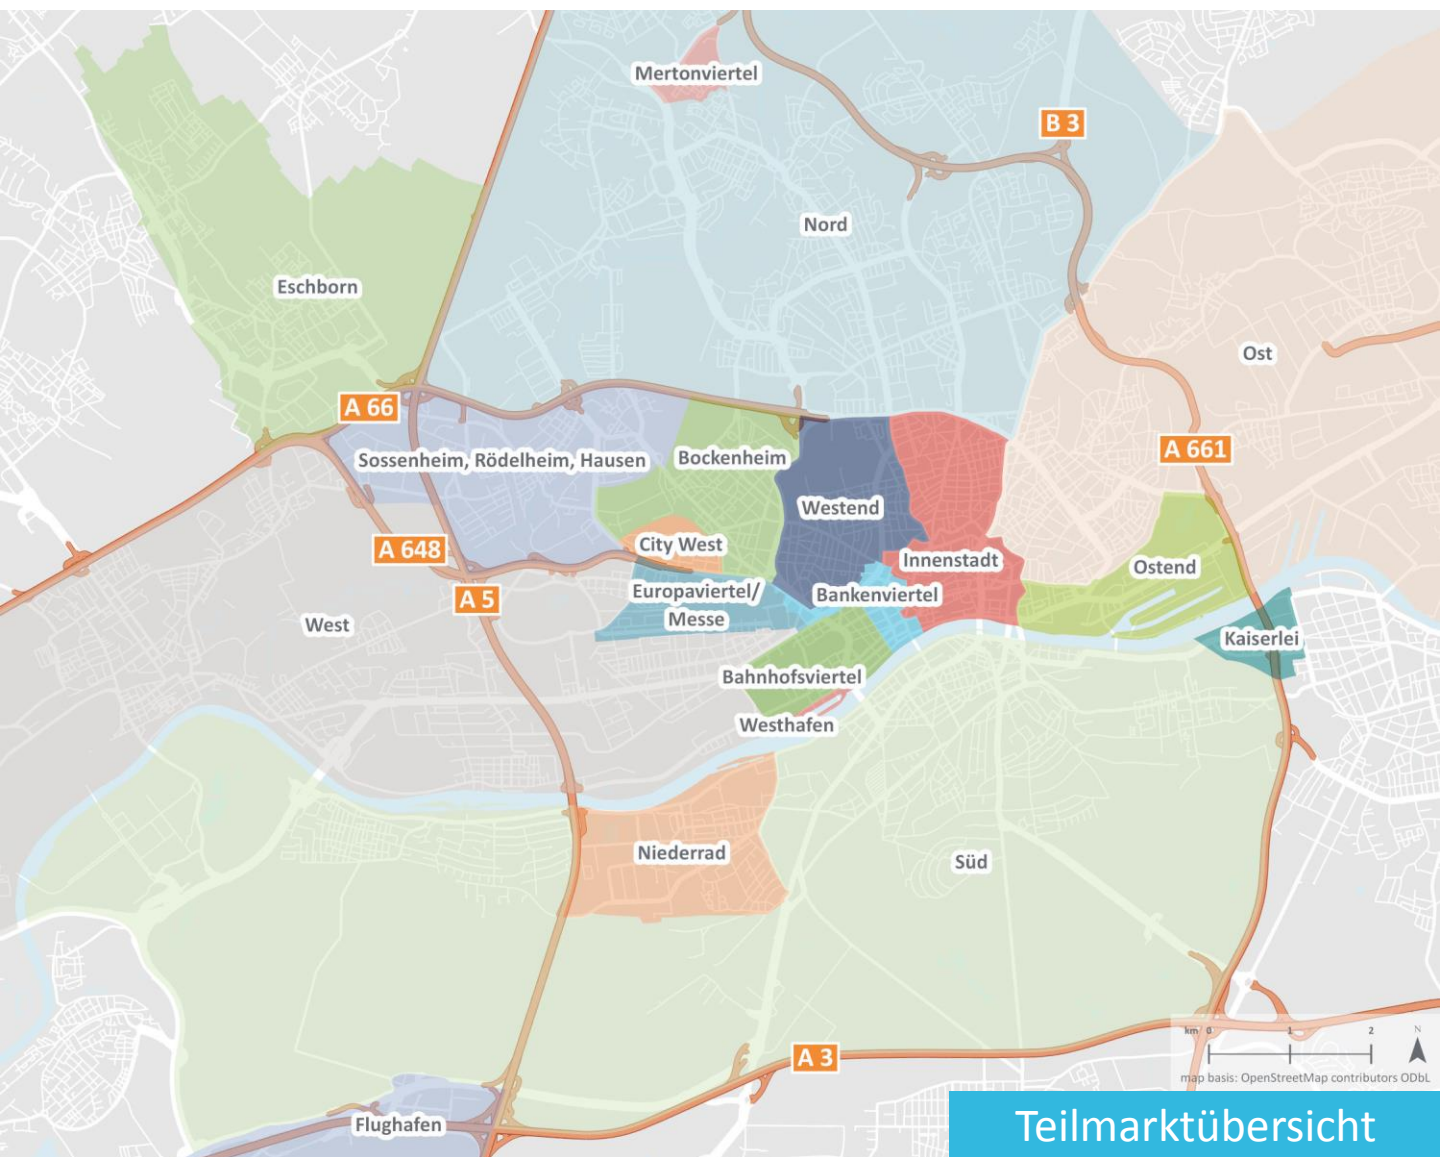 Mertonviertel
B 3
Nord
Eschborn
Ost
A 66
A 661
Sossenheim, Rödelheim, Hausen
Bockenheim
Westend
City West
A 648
Innenstadt
Ostend
Europaviertel/
Messe
Bankenviertel
A 5
West
Kaiserlei
Bahnhofsviertel
Westhafen
Niederrad
Süd
km 0 1 2 N
A 3
map basis: OpenStreetMap contributors ODbL
Flughafen
Teilmarktübersicht